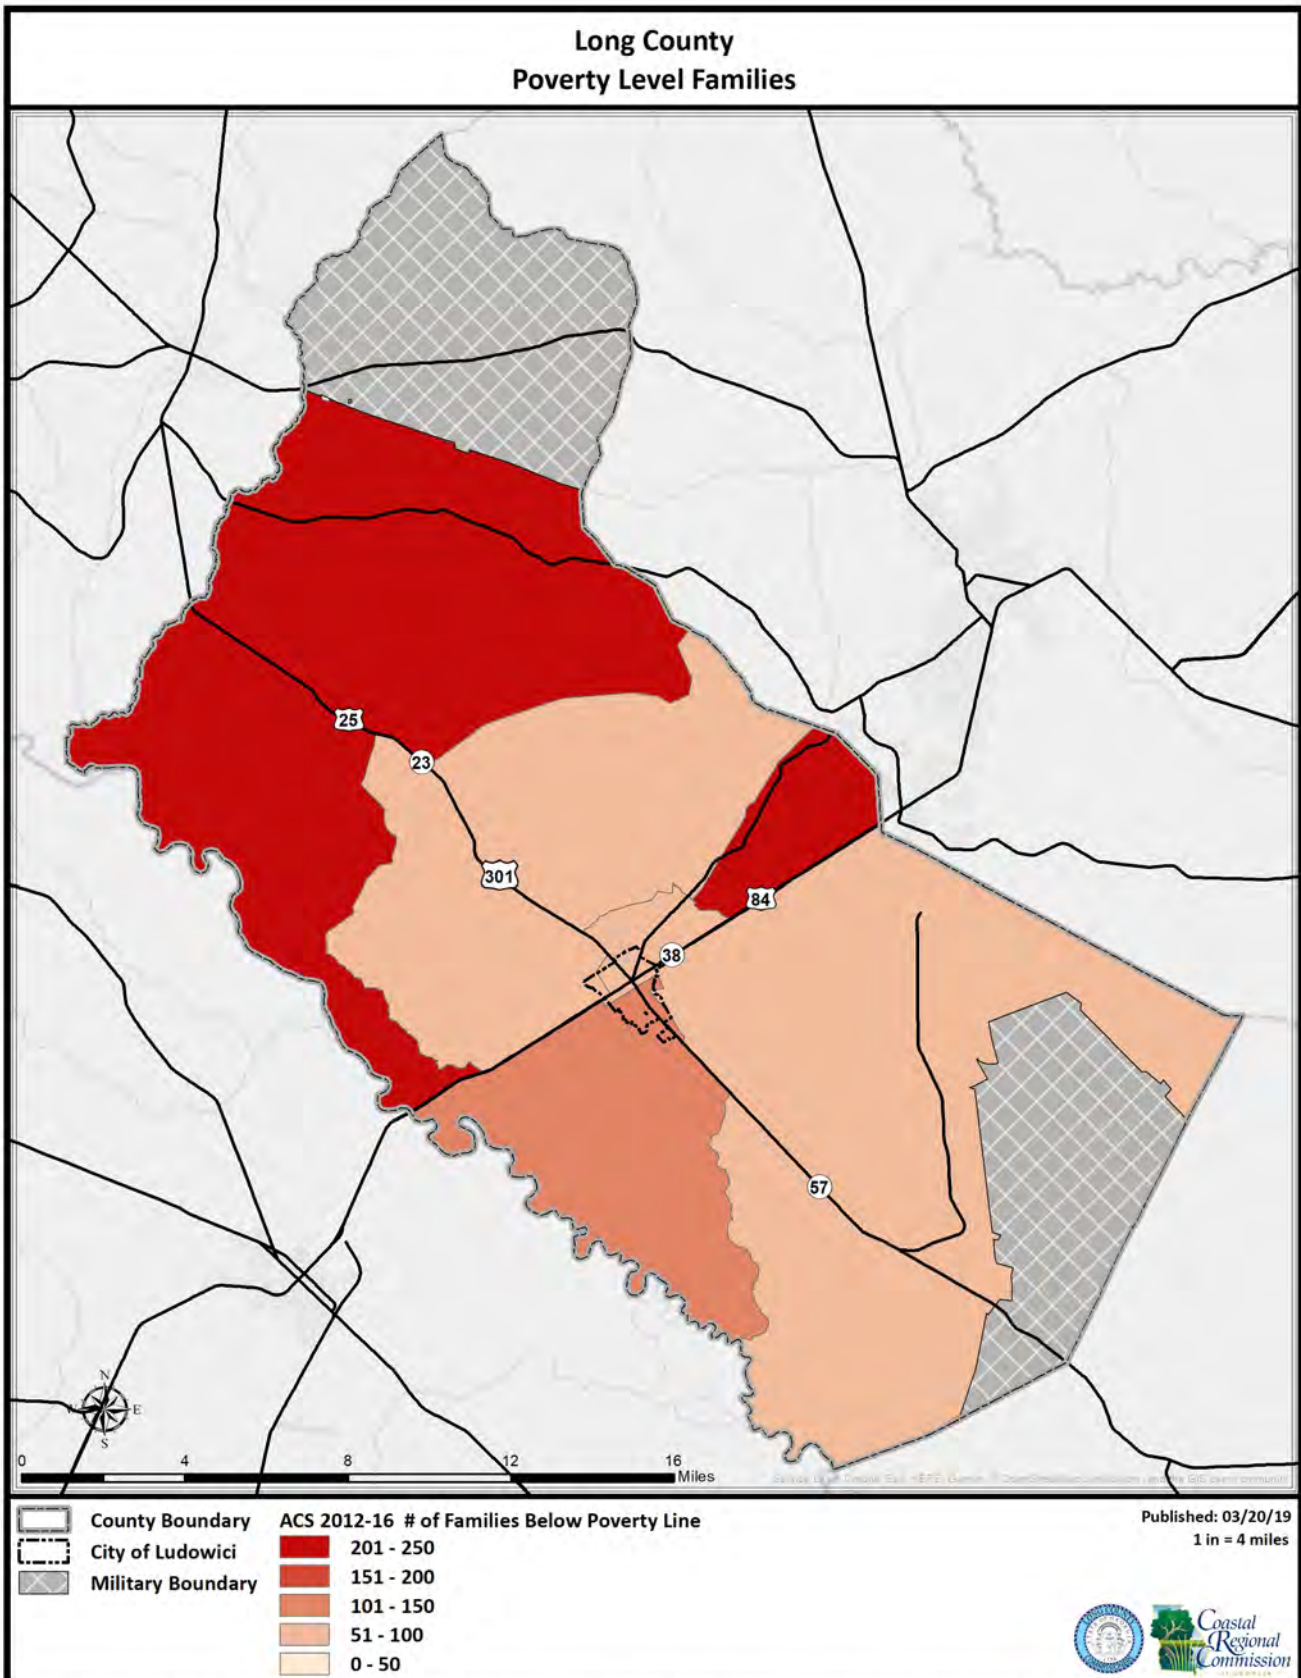 Long County
Poverty Level Families
25
23
301
84
38
57
N
E
S
0 4 8 12 16
Miles
County Boundary
City of Ludowici
Military Boundary
ACS 2012-16 # of Families Below Poverty Line
201 - 250
151 - 200
101 - 150
51 - 100
0 - 50
Published: 03/20/19
1 in = 4 miles
LONG COUNTY
Coastal
Regional
Commission